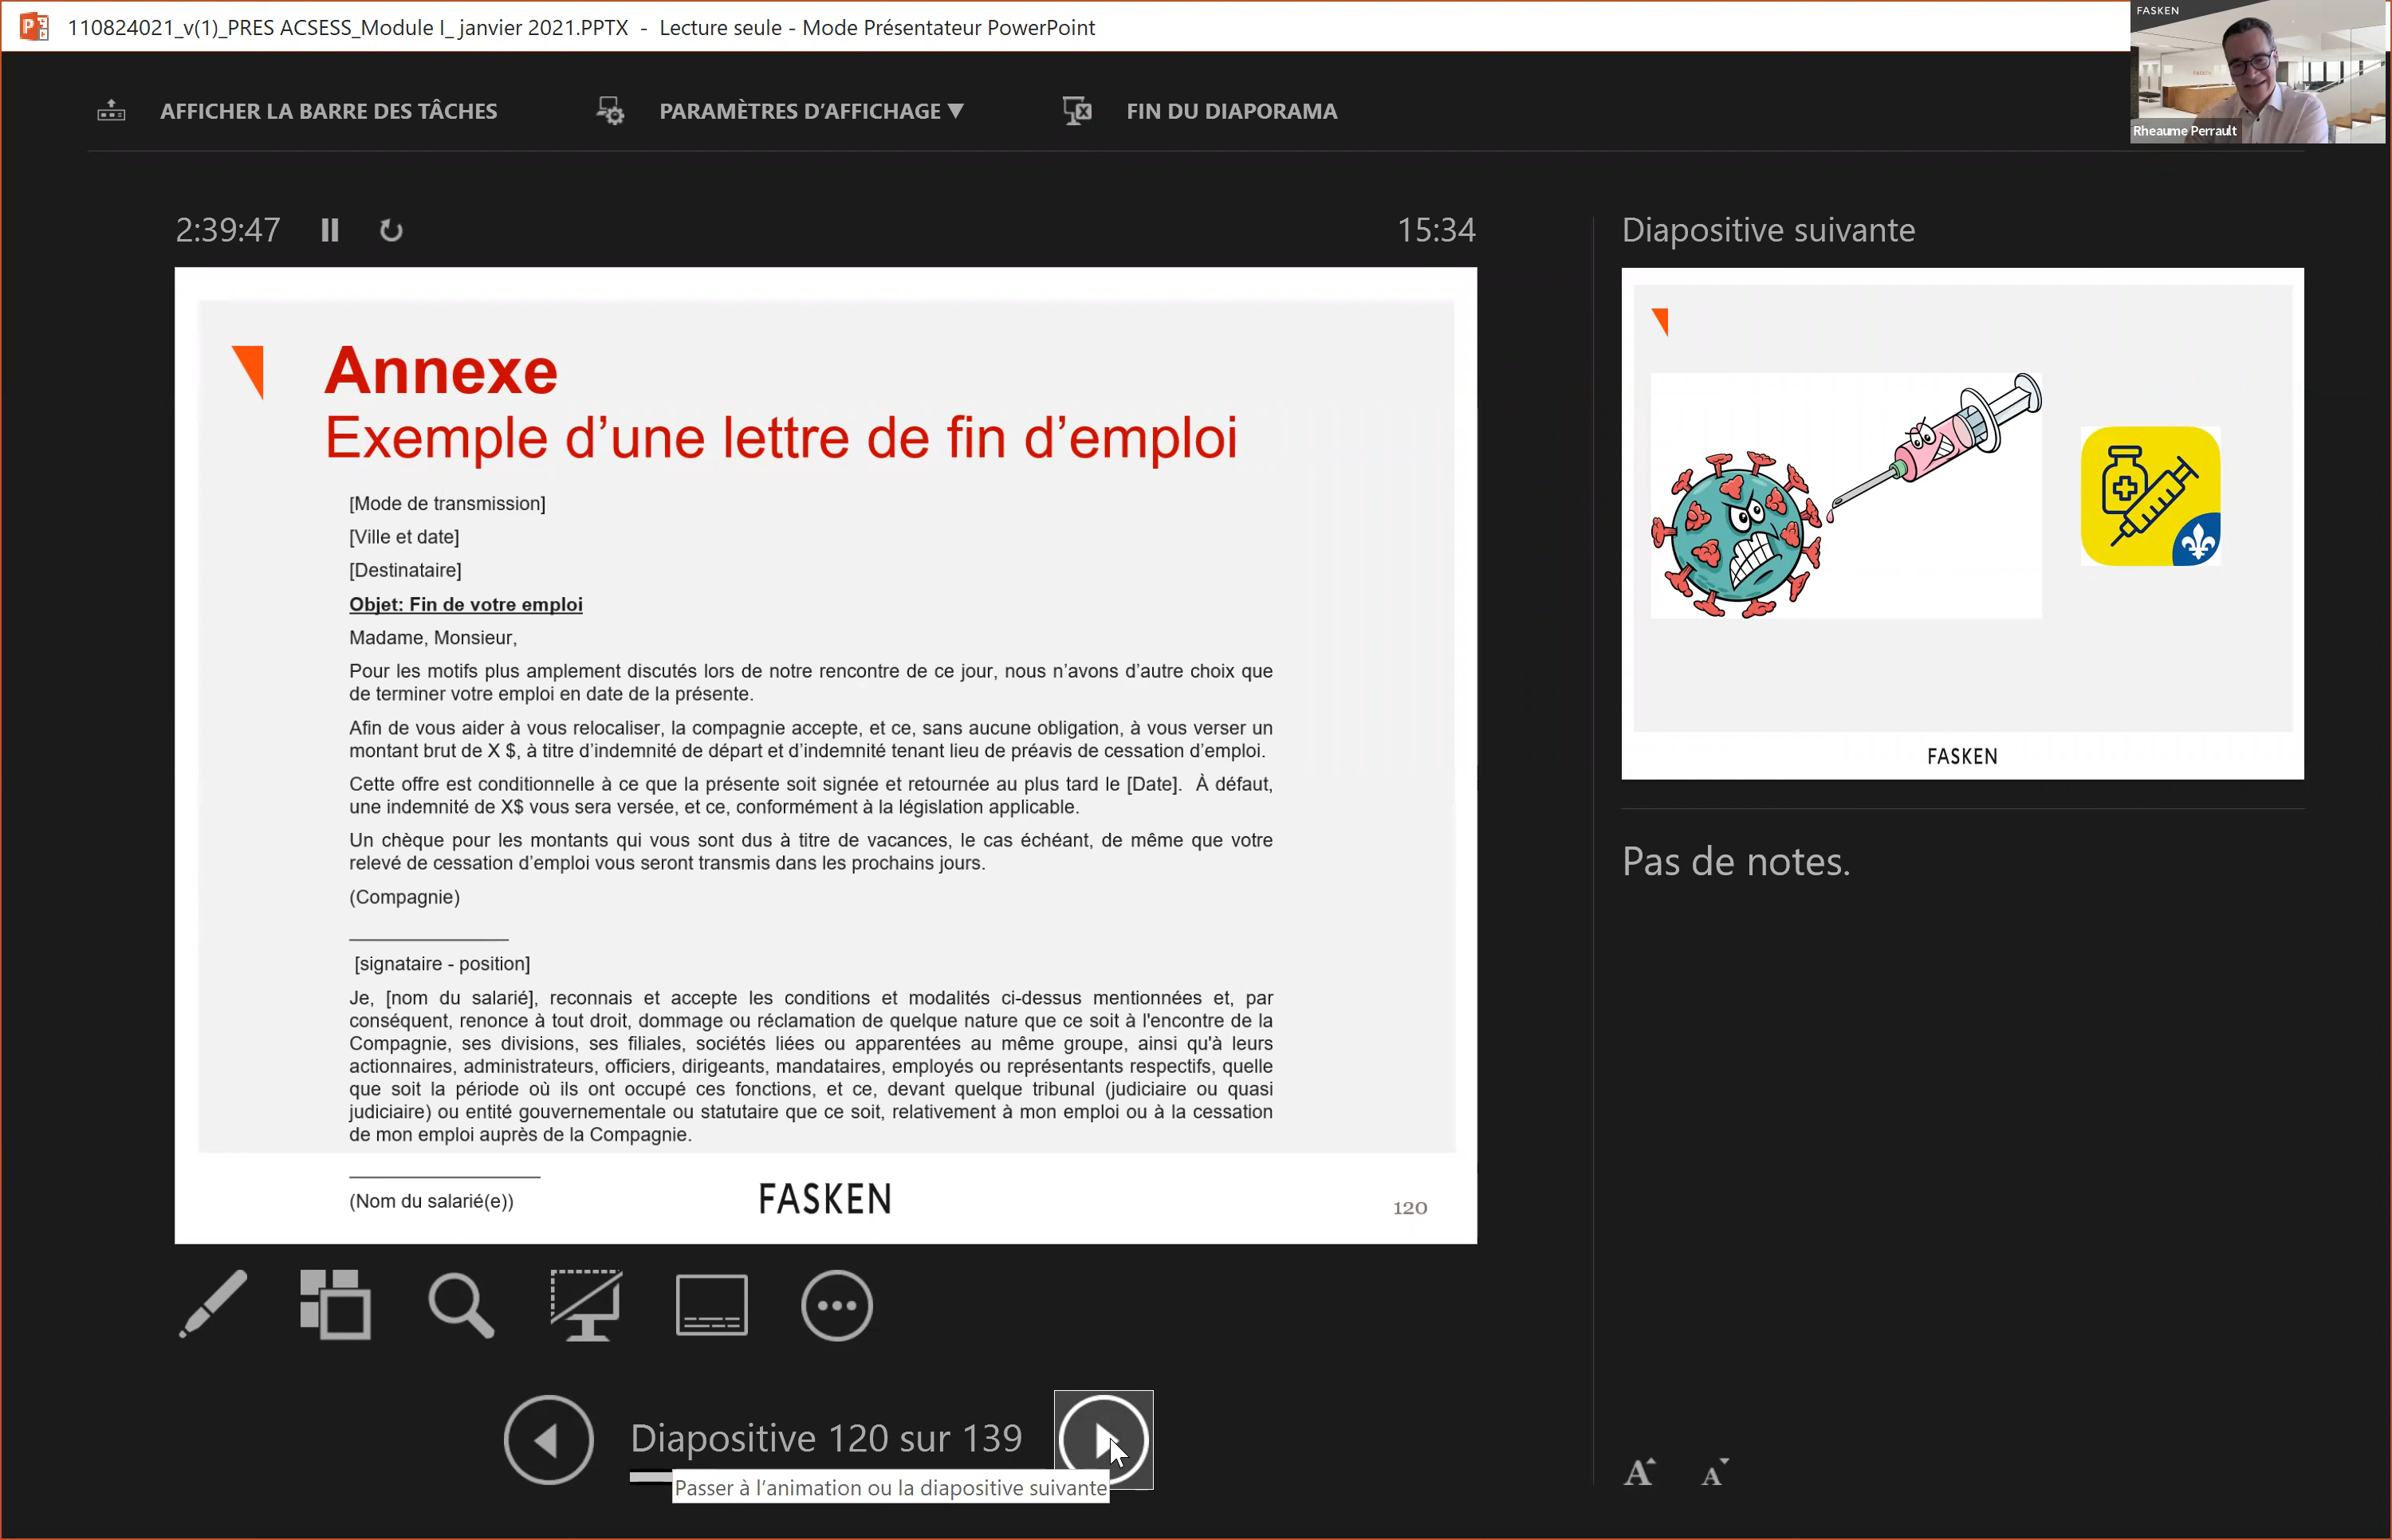 110824021_v(1)_PRES ACSESS_Module I_ janvier 2021.PPTX - Lecture seule - Mode Présentateur PowerPoint
FASKEN
Rheaume Perrault
AFFICHER LA BARRE DES TÂCHES
PARAMÈTRES D'AFFICHAGE ▼
FIN DU DIAPORAMA
2:39:47
15:34
Annexe
Exemple d’une lettre de fin d’emploi
[Mode de transmission]
[Ville et date]
[Destinataire]
Objet: Fin de votre emploi
Madame, Monsieur,
Pour les motifs plus amplement discutés lors de notre rencontre de ce jour, nous n’avons d’autre choix que
de terminer votre emploi en date de la présente.
Afin de vous aider à vous relocaliser, la compagnie accepte, et ce, sans aucune obligation, à vous verser un
montant brut de X $, à titre d’indemnité de départ et d’indemnité tenant lieu de préavis de cessation d’emploi.
Cette offre est conditionnelle à ce que la présente soit signée et retournée au plus tard le [Date]. À défaut,
une indemnité de X$ vous sera versée, et ce, conformément à la législation applicable.
Un chèque pour les montants qui vous sont dus à titre de vacances, le cas échéant, de même que votre
relevé de cessation d’emploi vous seront transmis dans les prochains jours.
(Compagnie)
[signataire - position]
Je, [nom du salarié], reconnais et accepte les conditions et modalités ci-dessus mentionnées et, par
conséquent, renonce à tout droit, dommage ou réclamation de quelque nature que ce soit à l'encontre de la
Compagnie, ses divisions, ses filiales, sociétés liées ou apparentées au même groupe, ainsi qu'à leurs
actionnaires, administrateurs, officiers, dirigeants, mandataires, employés ou représentants respectifs, quelle
que soit la période où ils ont occupé ces fonctions, et ce, devant quelque tribunal (judiciaire ou quasi
judiciaire) ou entité gouvernementale ou statutaire que ce soit, relativement à mon emploi ou à la cessation
de mon emploi auprès de la Compagnie.
(Nom du salarié(e))
FASKEN
120
Diapositive suivante
FASKEN
Pas de notes.
Diapositive 120 sur 139
Passer à l’animation ou la diapositive suivante
A
A